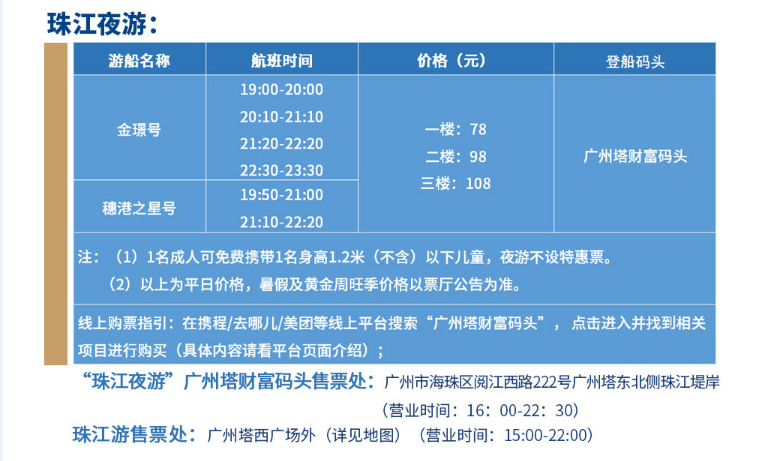 珠江夜游：
游船名称 航班时间 价格（元） 登船码头
金璟号
19:00-20:00
20:10-21:10
21:20-22:20
22:30-23:30
穗港之星号
19:50-21:00
21:10-22:20
一楼：78
二楼：98
三楼：108
广州塔财富码头
注：（1）1名成人可免费携带1名身高1.2米（不含）以下儿童，夜游不设特惠票。
（2）以上为平日价格，暑假及黄金周旺季价格以票厅公告为准。
线上购票指引：在携程/去哪儿/美团等线上平台搜索“广州塔财富码头”，点击进入并找到相关
项目进行购买（具体内容请看平台页面介绍）；
“珠江夜游”广州塔财富码头售票处：广州市海珠区阅江西路222号广州塔东北侧珠江堤岸
（营业时间：16：00-22：30）
珠江游售票处：广州塔西广场外（详见地图）（营业时间：15:00-22:00）